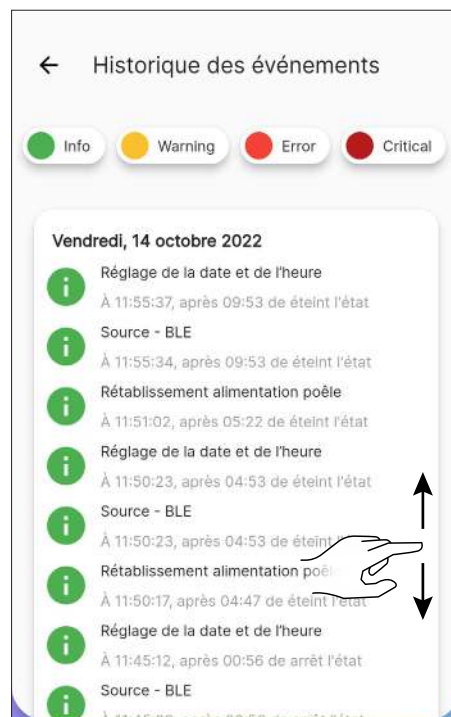 Historique des événements
Info Warning Error Critical
Vendredi, 14 octobre 2022
Réglage de la date et de l'heure
À 11:55:37, après 09:53 de éteint l'état
Source - BLE
À 11:55:34, après 09:53 de éteint l'état
Rétablissement alimentation poêle
À 11:51:02, après 05:22 de éteint l'état
Réglage de la date et de l'heure
À 11:50:23, après 04:53 de éteint l'état
Source - BLE
À 11:50:23, après 04:53 de éteint
Rétablissement alimentation poêle
À 11:50:17, après 04:47 de éteint l'état
Réglage de la date et de l'heure
À 11:45:12, après 00:56 de arrêt l'état
Source - BLE